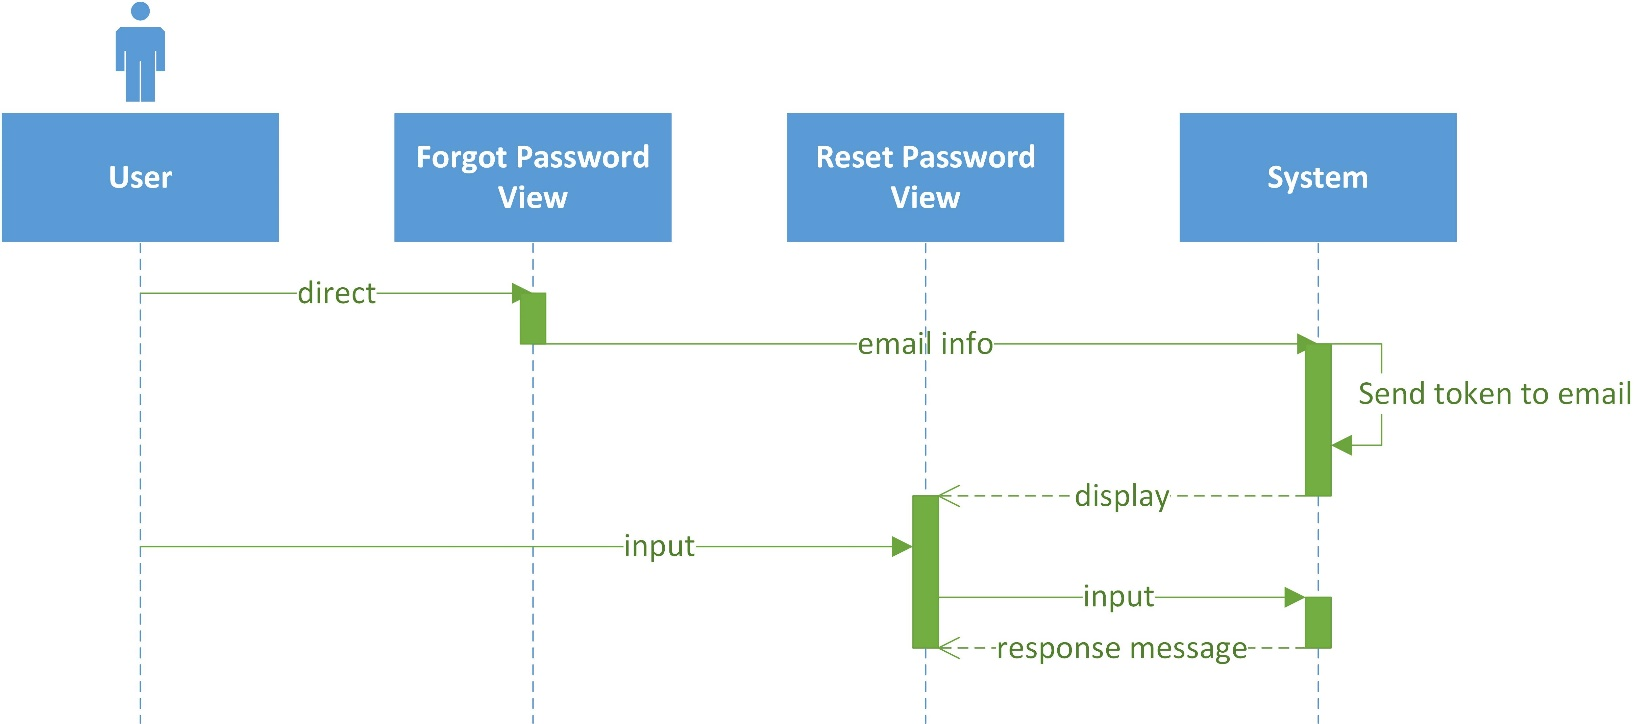 User
Forgot Password
View
Reset Password
View
System
direct
email info
Send token to email
display
input
input
response message